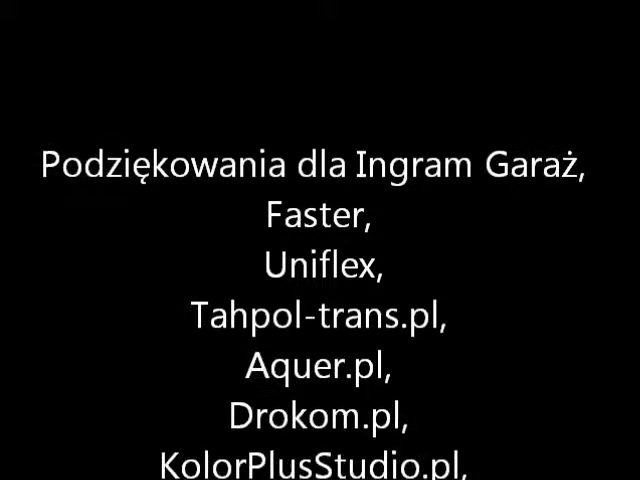 Podziękowania dla Ingram Garaż,
Faster,
Uniflex,
Tahpol-trans.pl,
Aquer.pl,
Drokom.pl,
KolorPlusStudio.pl,